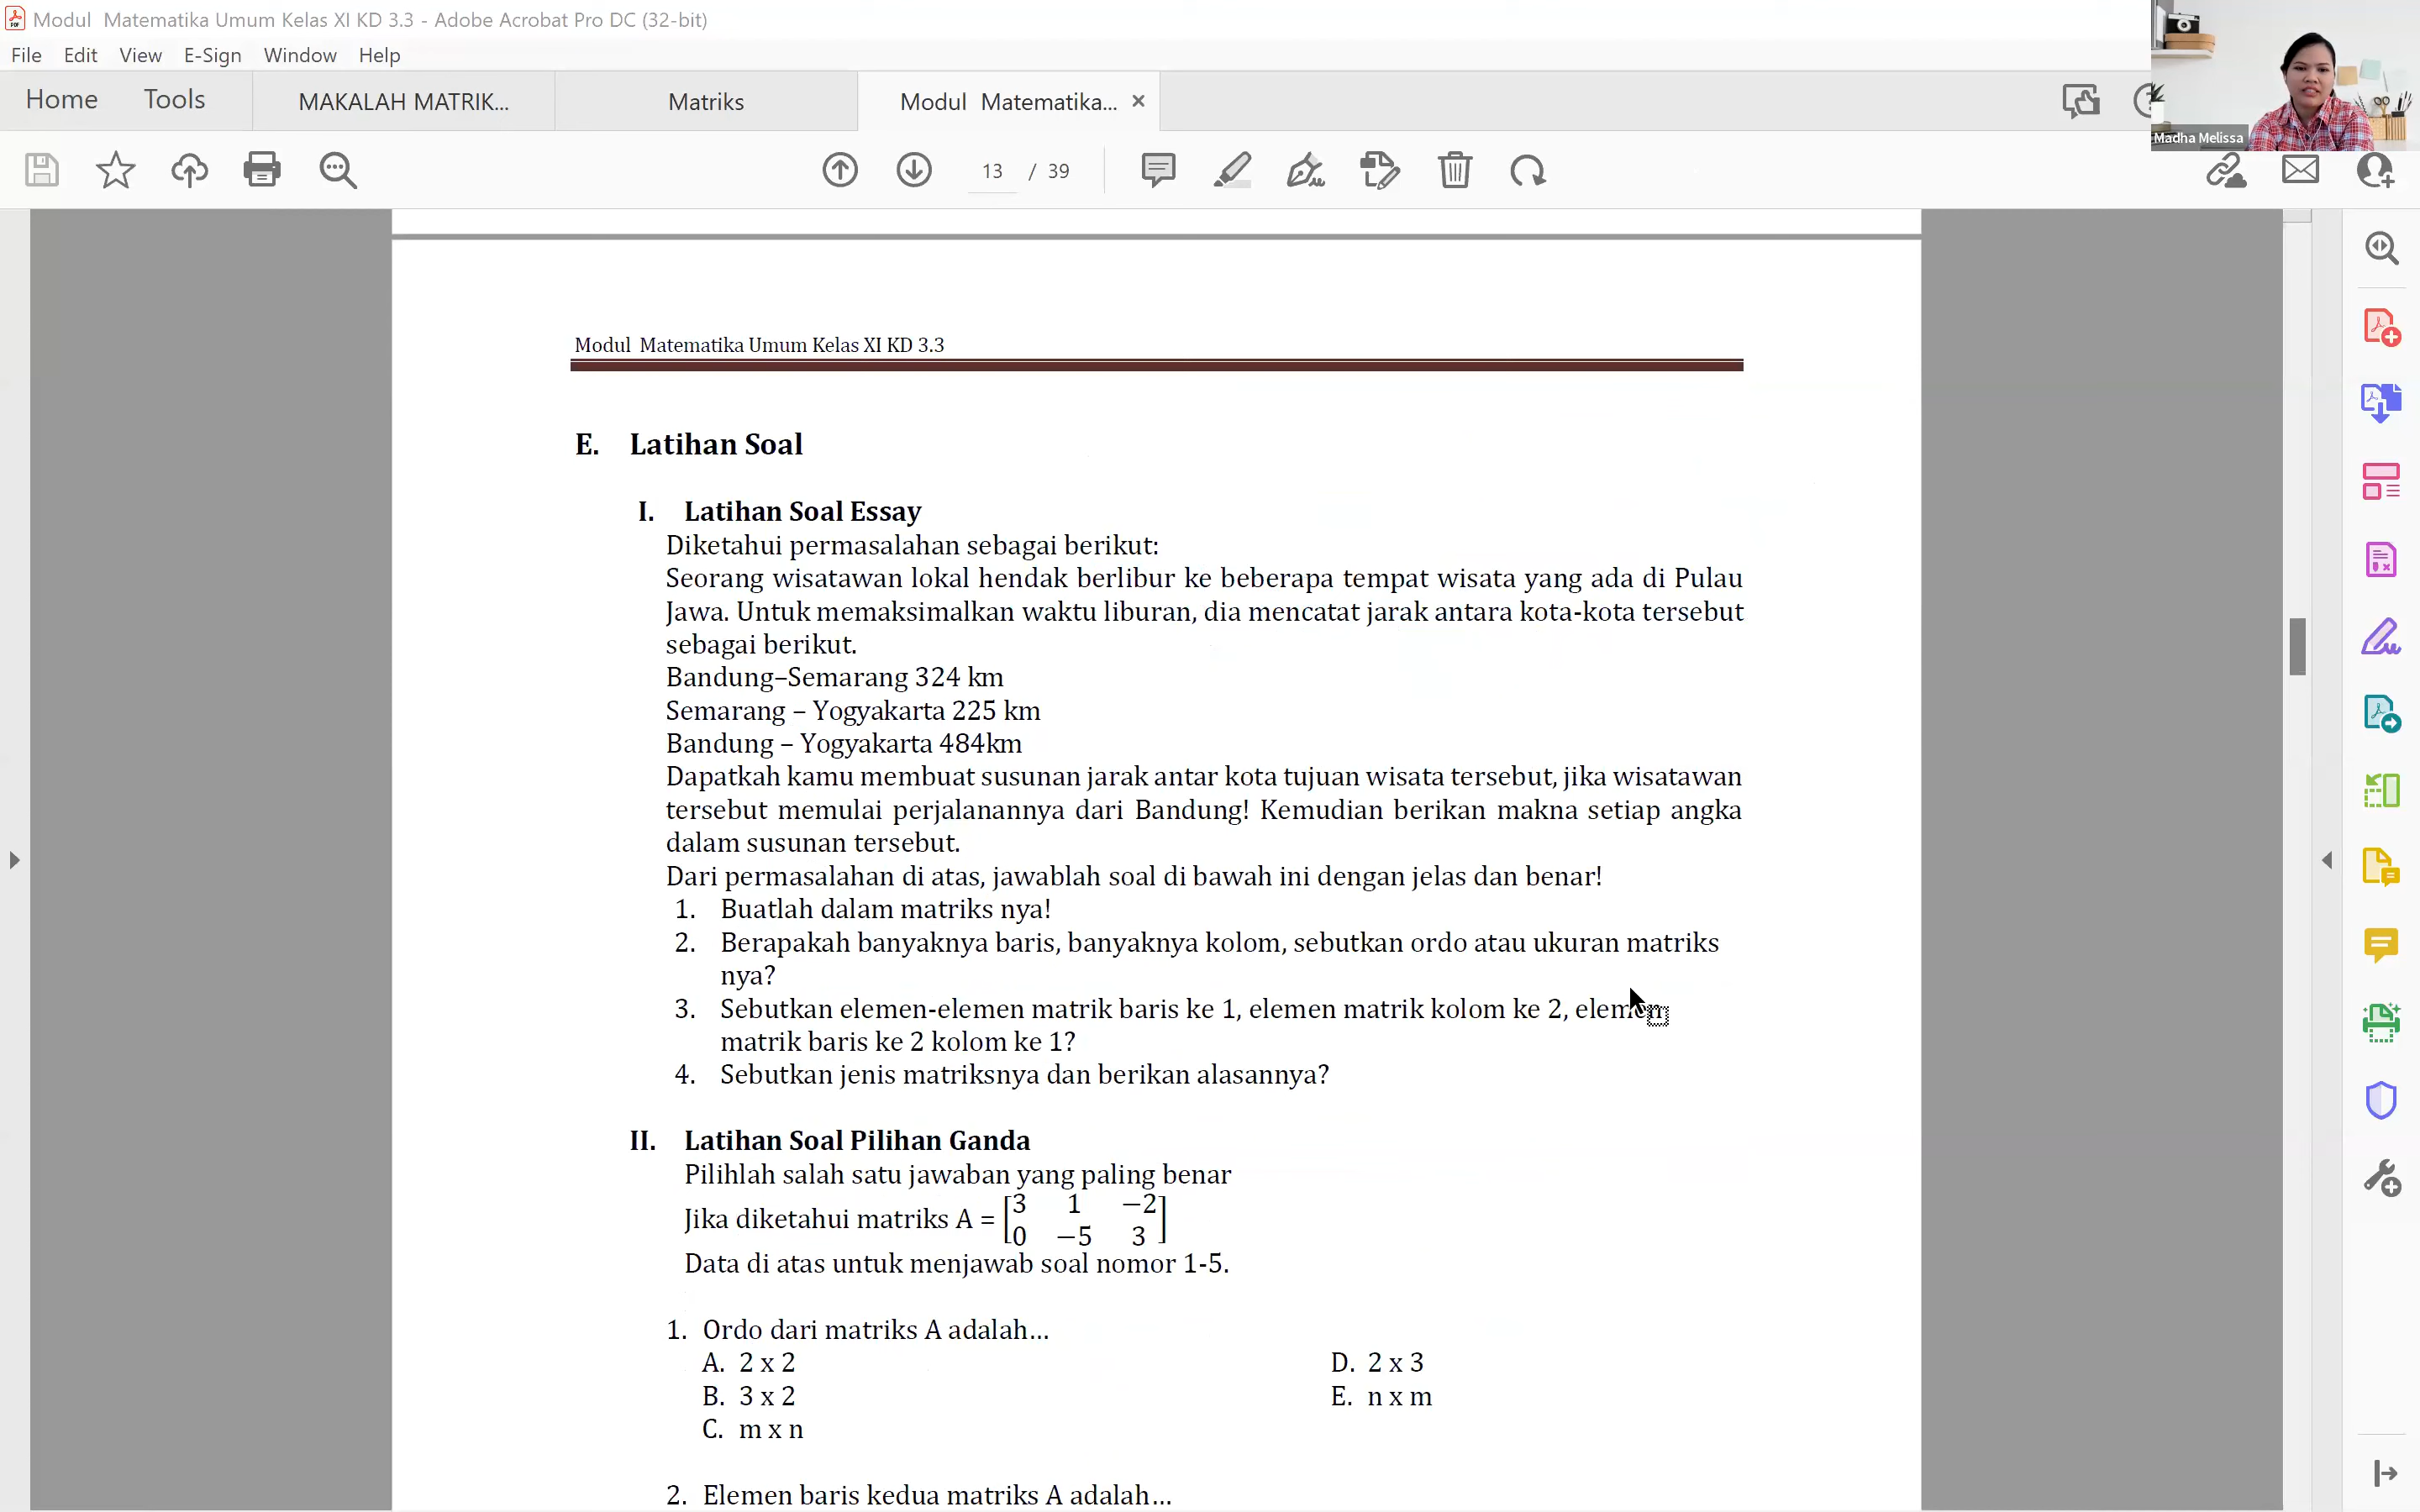 Modul  Matematika Umum Kelas XI KD 3.3 - Adobe Acrobat Pro DC (32-bit)
File Edit View E-Sign Window Help
Home Tools MAKALAH MATRIK... Matriks Modul  Matematika... ×
Madha Melissa
13 / 39
Modul  Matematika Umum Kelas XI KD 3.3
E. Latihan Soal
I. Latihan Soal Essay
Diketahui permasalahan sebagai berikut:
Seorang wisatawan lokal hendak berlibur ke beberapa tempat wisata yang ada di Pulau
Jawa. Untuk memaksimalkan waktu liburan, dia mencatat jarak antara kota-kota tersebut
sebagai berikut.
Bandung–Semarang 324 km
Semarang – Yogyakarta 225 km
Bandung – Yogyakarta 484km
Dapatkah kamu membuat susunan jarak antar kota tujuan wisata tersebut, jika wisatawan
tersebut memulai perjalanannya dari Bandung! Kemudian berikan makna setiap angka
dalam susunan tersebut.
Dari permasalahan di atas, jawablah soal di bawah ini dengan jelas dan benar!
1. Buatlah dalam matriks nya!
2. Berapakah banyaknya baris, banyaknya kolom, sebutkan ordo atau ukuran matriks
nya?
3. Sebutkan elemen-elemen matrik baris ke 1, elemen matrik kolom ke 2, elemen
matrik baris ke 2 kolom ke 1?
4. Sebutkan jenis matriksnya dan berikan alasannya?
II. Latihan Soal Pilihan Ganda
Pilihlah salah satu jawaban yang paling benar
Jika diketahui matriks A = [3 1 −2
0 −5 3]
Data di atas untuk menjawab soal nomor 1-5.
1. Ordo dari matriks A adalah...
A. 2 x 2 D. 2 x 3
B. 3 x 2 E. n x m
C. m x n
2. Elemen baris kedua matriks A adalah...